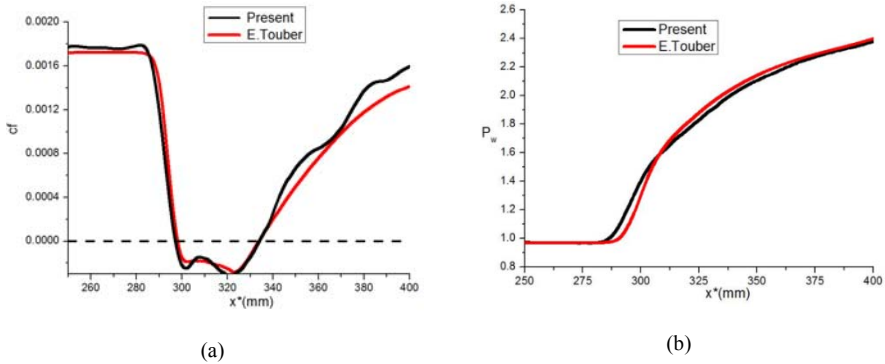 Present
E.Touber
cf
0.0020
0.0016
0.0012
0.0008
0.0004
0.0000
260 280 300 320 340 360 380 400
x*(mm)
(a)
Present
E.Touber
P_w
2.6
2.4
2.2
2.0
1.8
1.6
1.4
1.2
1.0
0.8
250 275 300 325 350 375 400
x*(mm)
(b)